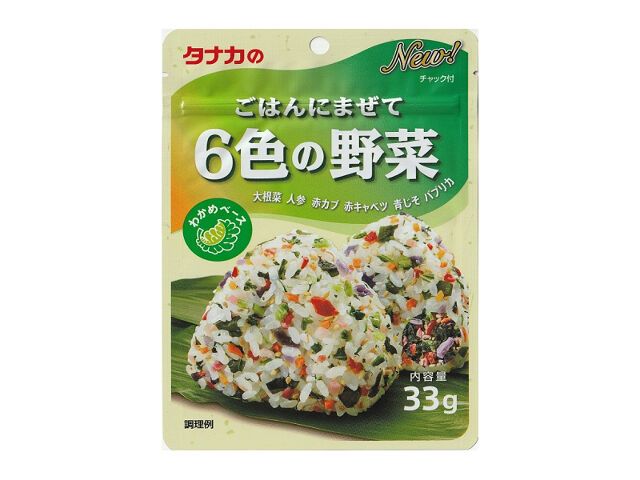 タナカの
New!
チャック付
ごはんにまぜて
6色の野菜
大根菜 人参 赤カブ 赤キャベツ 青じそ パプリカ
わかめベース
内容量
33g
調理例